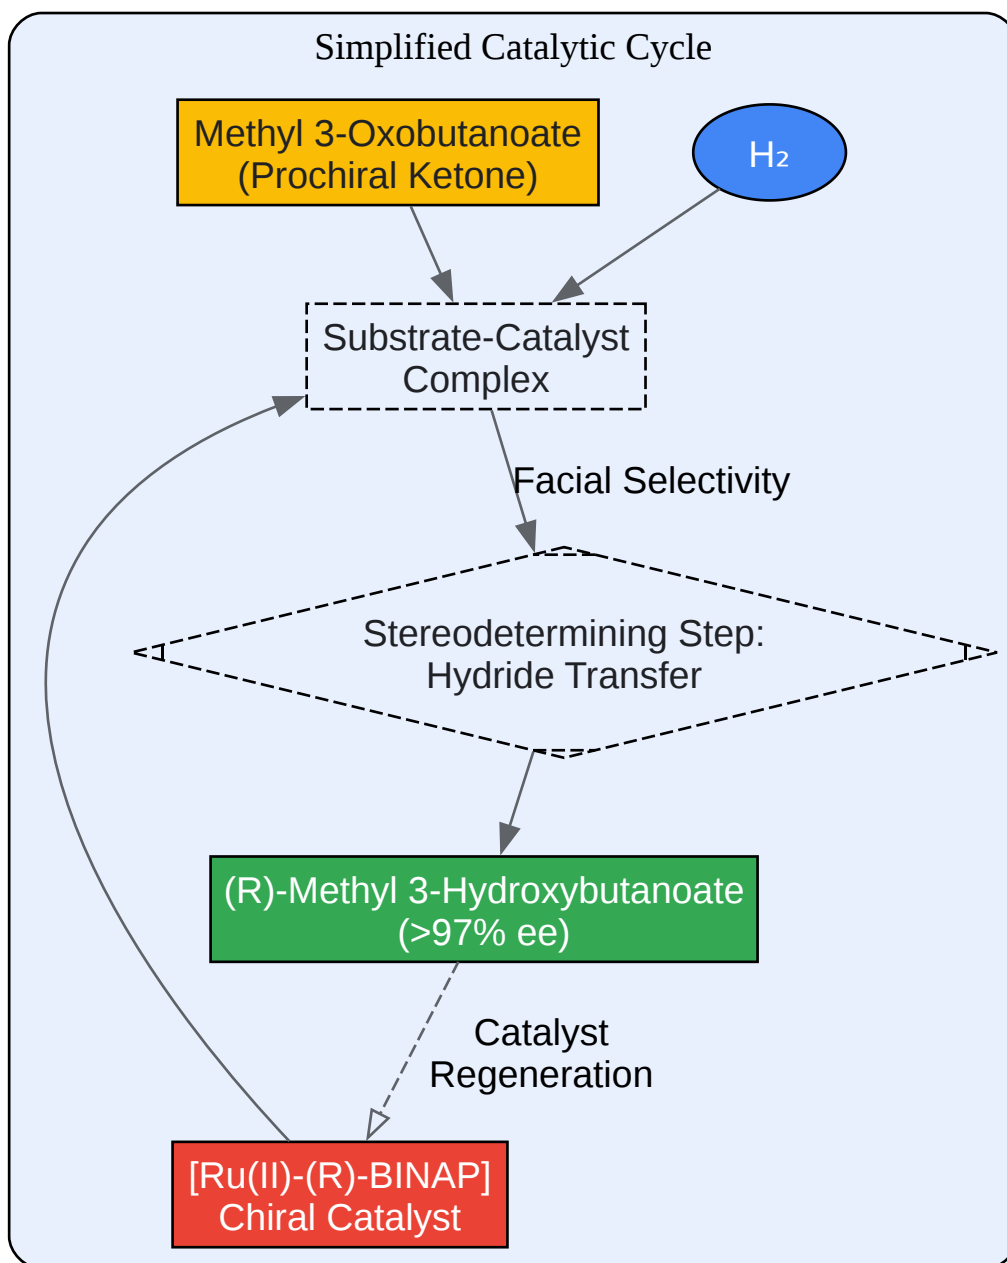 Simplified Catalytic Cycle
Methyl 3-Oxobutanoate
(Prochiral Ketone)
H₂
Substrate-Catalyst
Complex
Facial Selectivity
Stereodetermining Step:
Hydride Transfer
(R)-Methyl 3-Hydroxybutanoate
(>97% ee)
Catalyst
Regeneration
[Ru(II)-(R)-BINAP]
Chiral Catalyst